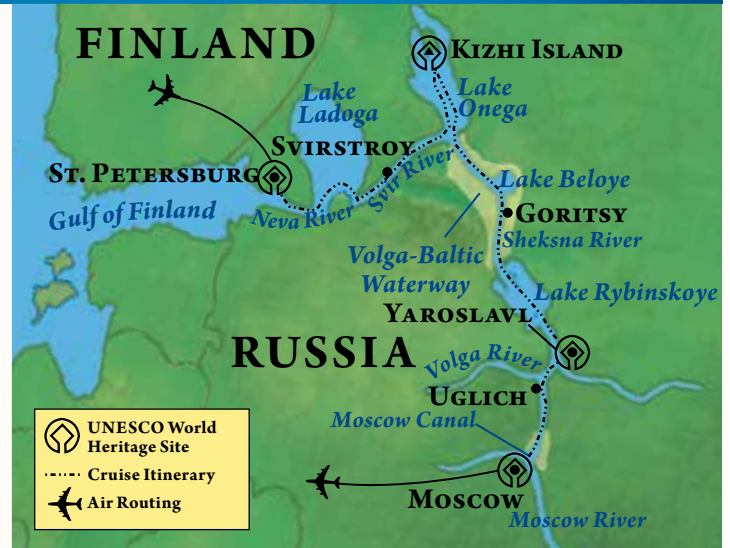 FINLAND
KIZHI ISLAND
Lake
Onega
Lake
Ladoga
SVIRSTROY
ST. PETERSBURG
Svir River
Neva River
Gulf of Finland
Lake Beloye
GORITSY
Sheksna River
Volga-Baltic
Waterway
Lake Rybinskoye
YAROSLAVL
RUSSIA
Volga River
UGLICH
Moscow Canal
MOSCOW
Moscow River
UNESCO World
Heritage Site
Cruise Itinerary
Air Routing